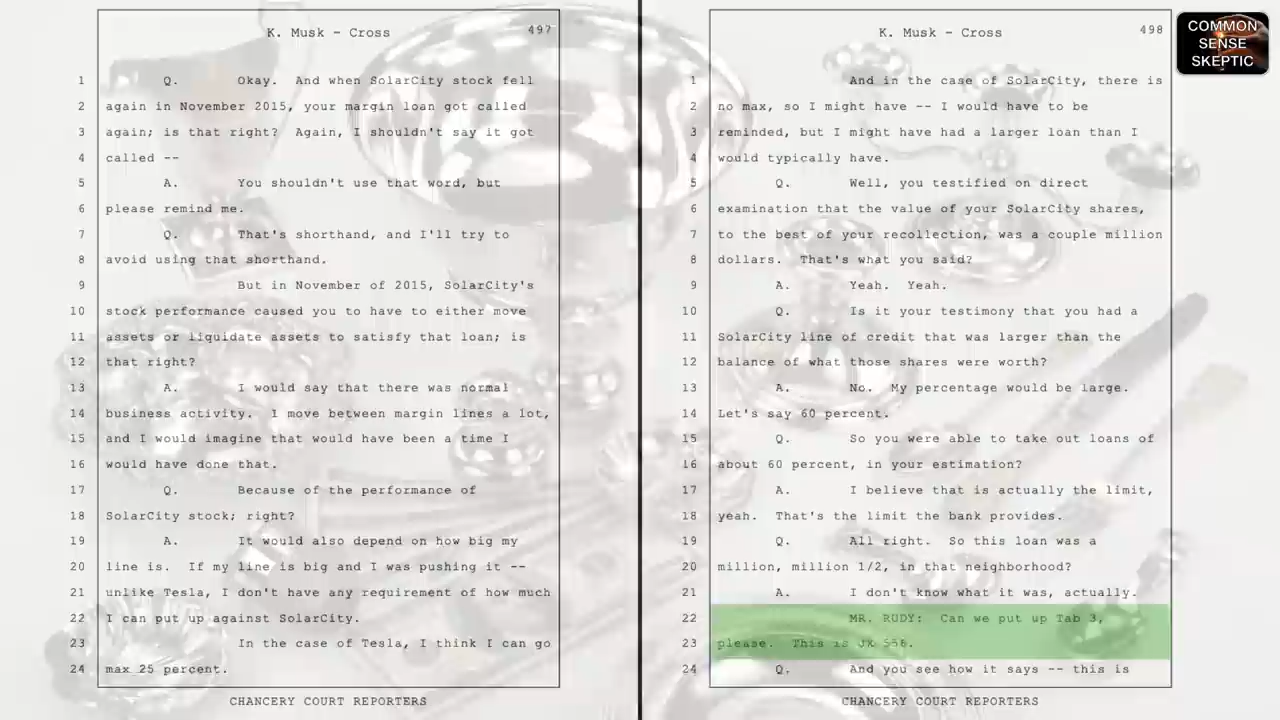 K. Musk - Cross 497
1 Q. Okay. And when SolarCity stock fell
2 again in November 2015, your margin loan got called
3 again; is that right? Again, I shouldn't say it got
4 called --
5 A. You shouldn't use that word, but
6 please remind me.
7 Q. That's shorthand, and I'll try to
8 avoid using that shorthand.
9 But in November of 2015, SolarCity's
10 stock performance caused you to have to either move
11 assets or liquidate assets to satisfy that loan; is
12 that right?
13 A. I would say that there was normal
14 business activity. I move between margin lines a lot,
15 and I would imagine that would have been a time I
16 would have done that.
17 Q. Because of the performance of
18 SolarCity stock; right?
19 A. It would also depend on how big my
20 line is. If my line is big and I was pushing it --
21 unlike Tesla, I don't have any requirement of how much
22 I can put up against SolarCity.
23 In the case of Tesla, I think I can go
24 max 25 percent.
CHANCERY COURT REPORTERS
K. Musk - Cross 498
1 And in the case of SolarCity, there is
2 no max, so I might have -- I would have to be
3 reminded, but I might have had a larger loan than I
4 would typically have.
5 Q. Well, you testified on direct
6 examination that the value of your SolarCity shares,
7 to the best of your recollection, was a couple million
8 dollars. That's what you said?
9 A. Yeah. Yeah.
10 Q. Is it your testimony that you had a
11 SolarCity line of credit that was larger than the
12 balance of what those shares were worth?
13 A. No. My percentage would be large.
14 Let's say 60 percent.
15 Q. So you were able to take out loans of
16 about 60 percent, in your estimation?
17 A. I believe that is actually the limit,
18 yeah. That's the limit the bank provides.
19 Q. All right. So this loan was a
20 million, million 1/2, in that neighborhood?
21 A. I don't know what it was, actually.
22 MR. RUDY: Can we put up Tab 3,
23 please. This is JX 556.
24 Q. And you see how it says -- this is
CHANCERY COURT REPORTERS
COMMON
SENSE
SKEPTIC